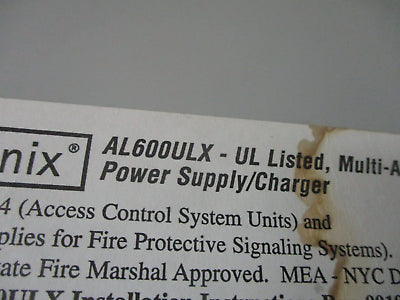 nix® AL600ULX - UL Listed, Multi-A
Power Supply/Charger
4 (Access Control System Units) and
plies for Fire Protective Signaling Systems).
ate Fire Marshal Approved. MEA - NYC D
0ULX Installation Instructions